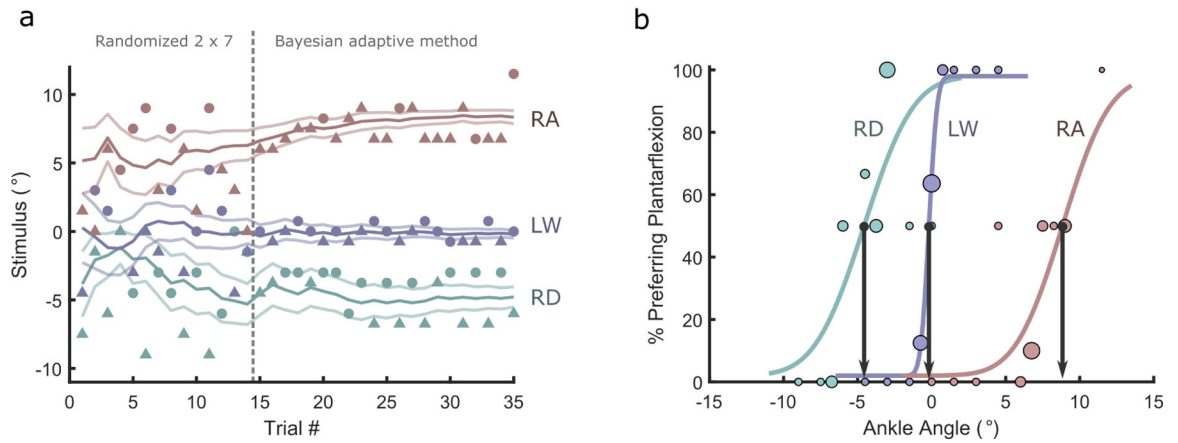 a
Randomized 2 x 7
Bayesian adaptive method
Stimulus (°)
10
5
0
-5
-10
RA
LW
RD
0
5
10
15
20
25
30
35
Trial #
b
% Preferring Plantarflexion
100
80
60
40
20
0
RD
LW
RA
-15
-10
-5
0
5
10
15
Ankle Angle (°)